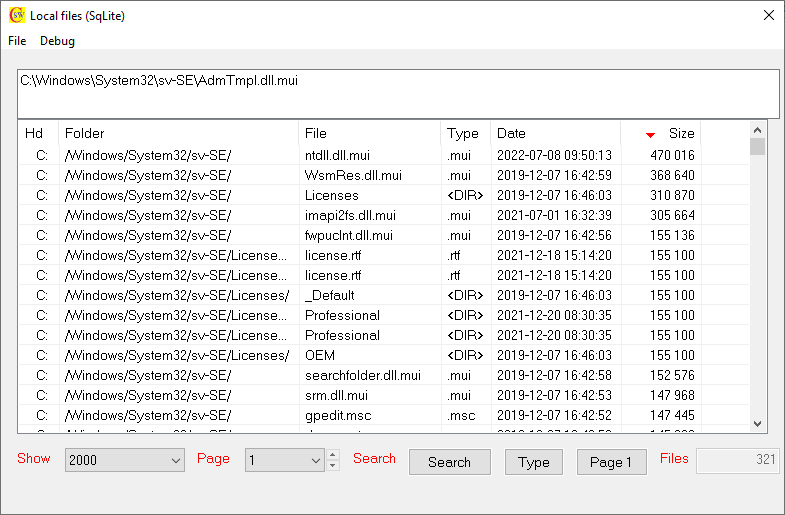 Local files (SqLite)
File Debug
C:\Windows\System32\sv-SE\AdmTmpl.dll.mui
Hd Folder File Type Date Size
C: /Windows/System32/sv-SE/ ntdll.dll.mui .mui 2022-07-08 09:50:13 470 016
C: /Windows/System32/sv-SE/ WsmRes.dll.mui .mui 2019-12-07 16:42:59 368 640
C: /Windows/System32/sv-SE/ Licenses <DIR> 2019-12-07 16:46:03 310 870
C: /Windows/System32/sv-SE/ imapi2fs.dll.mui .mui 2021-07-01 16:32:39 305 664
C: /Windows/System32/sv-SE/ fwpuclnt.dll.mui .mui 2019-12-07 16:42:56 155 136
C: /Windows/System32/sv-SE/License... license.rtf .rtf 2021-12-18 15:14:20 155 100
C: /Windows/System32/sv-SE/License... license.rtf .rtf 2021-12-18 15:14:20 155 100
C: /Windows/System32/sv-SE/Licenses/ _Default <DIR> 2019-12-07 16:46:03 155 100
C: /Windows/System32/sv-SE/License... Professional <DIR> 2021-12-20 08:30:35 155 100
C: /Windows/System32/sv-SE/License... Professional <DIR> 2021-12-20 08:30:35 155 100
C: /Windows/System32/sv-SE/Licenses/ OEM <DIR> 2019-12-07 16:46:03 155 100
C: /Windows/System32/sv-SE/ searchfolder.dll.mui .mui 2019-12-07 16:42:58 152 576
C: /Windows/System32/sv-SE/ srm.dll.mui .mui 2019-12-07 16:42:53 147 968
C: /Windows/System32/sv-SE/ gpedit.msc .msc 2019-12-07 16:42:52 147 445
Show 2000 Page 1 Search Search Type Page 1 Files 321